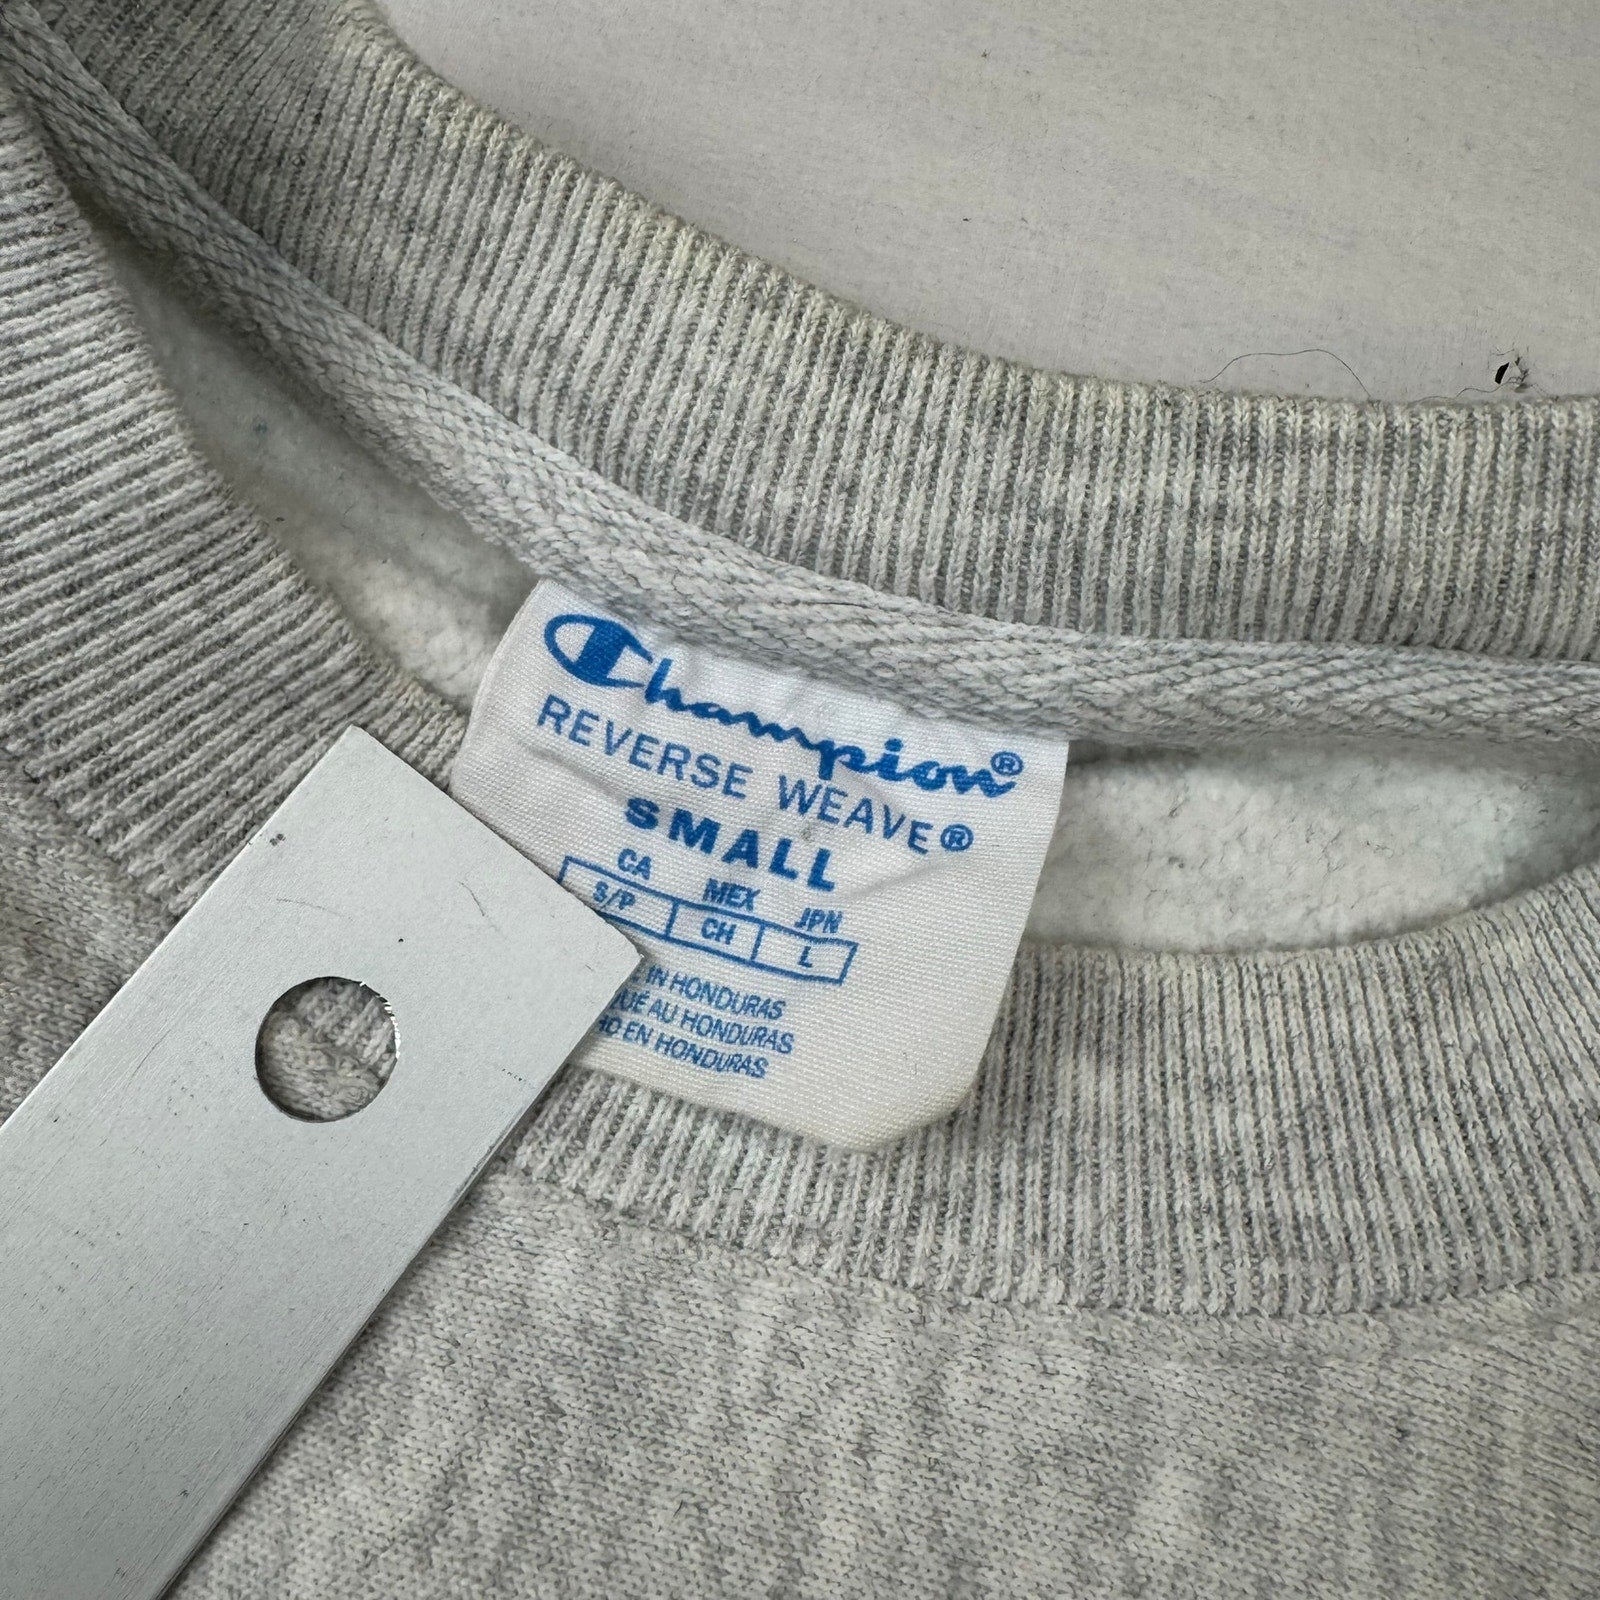 Champion®
REVERSE WEAVE®
SMALL
CA MEX JPN
S/P CH L
IN HONDURAS
AU HONDURAS
EN HONDURAS